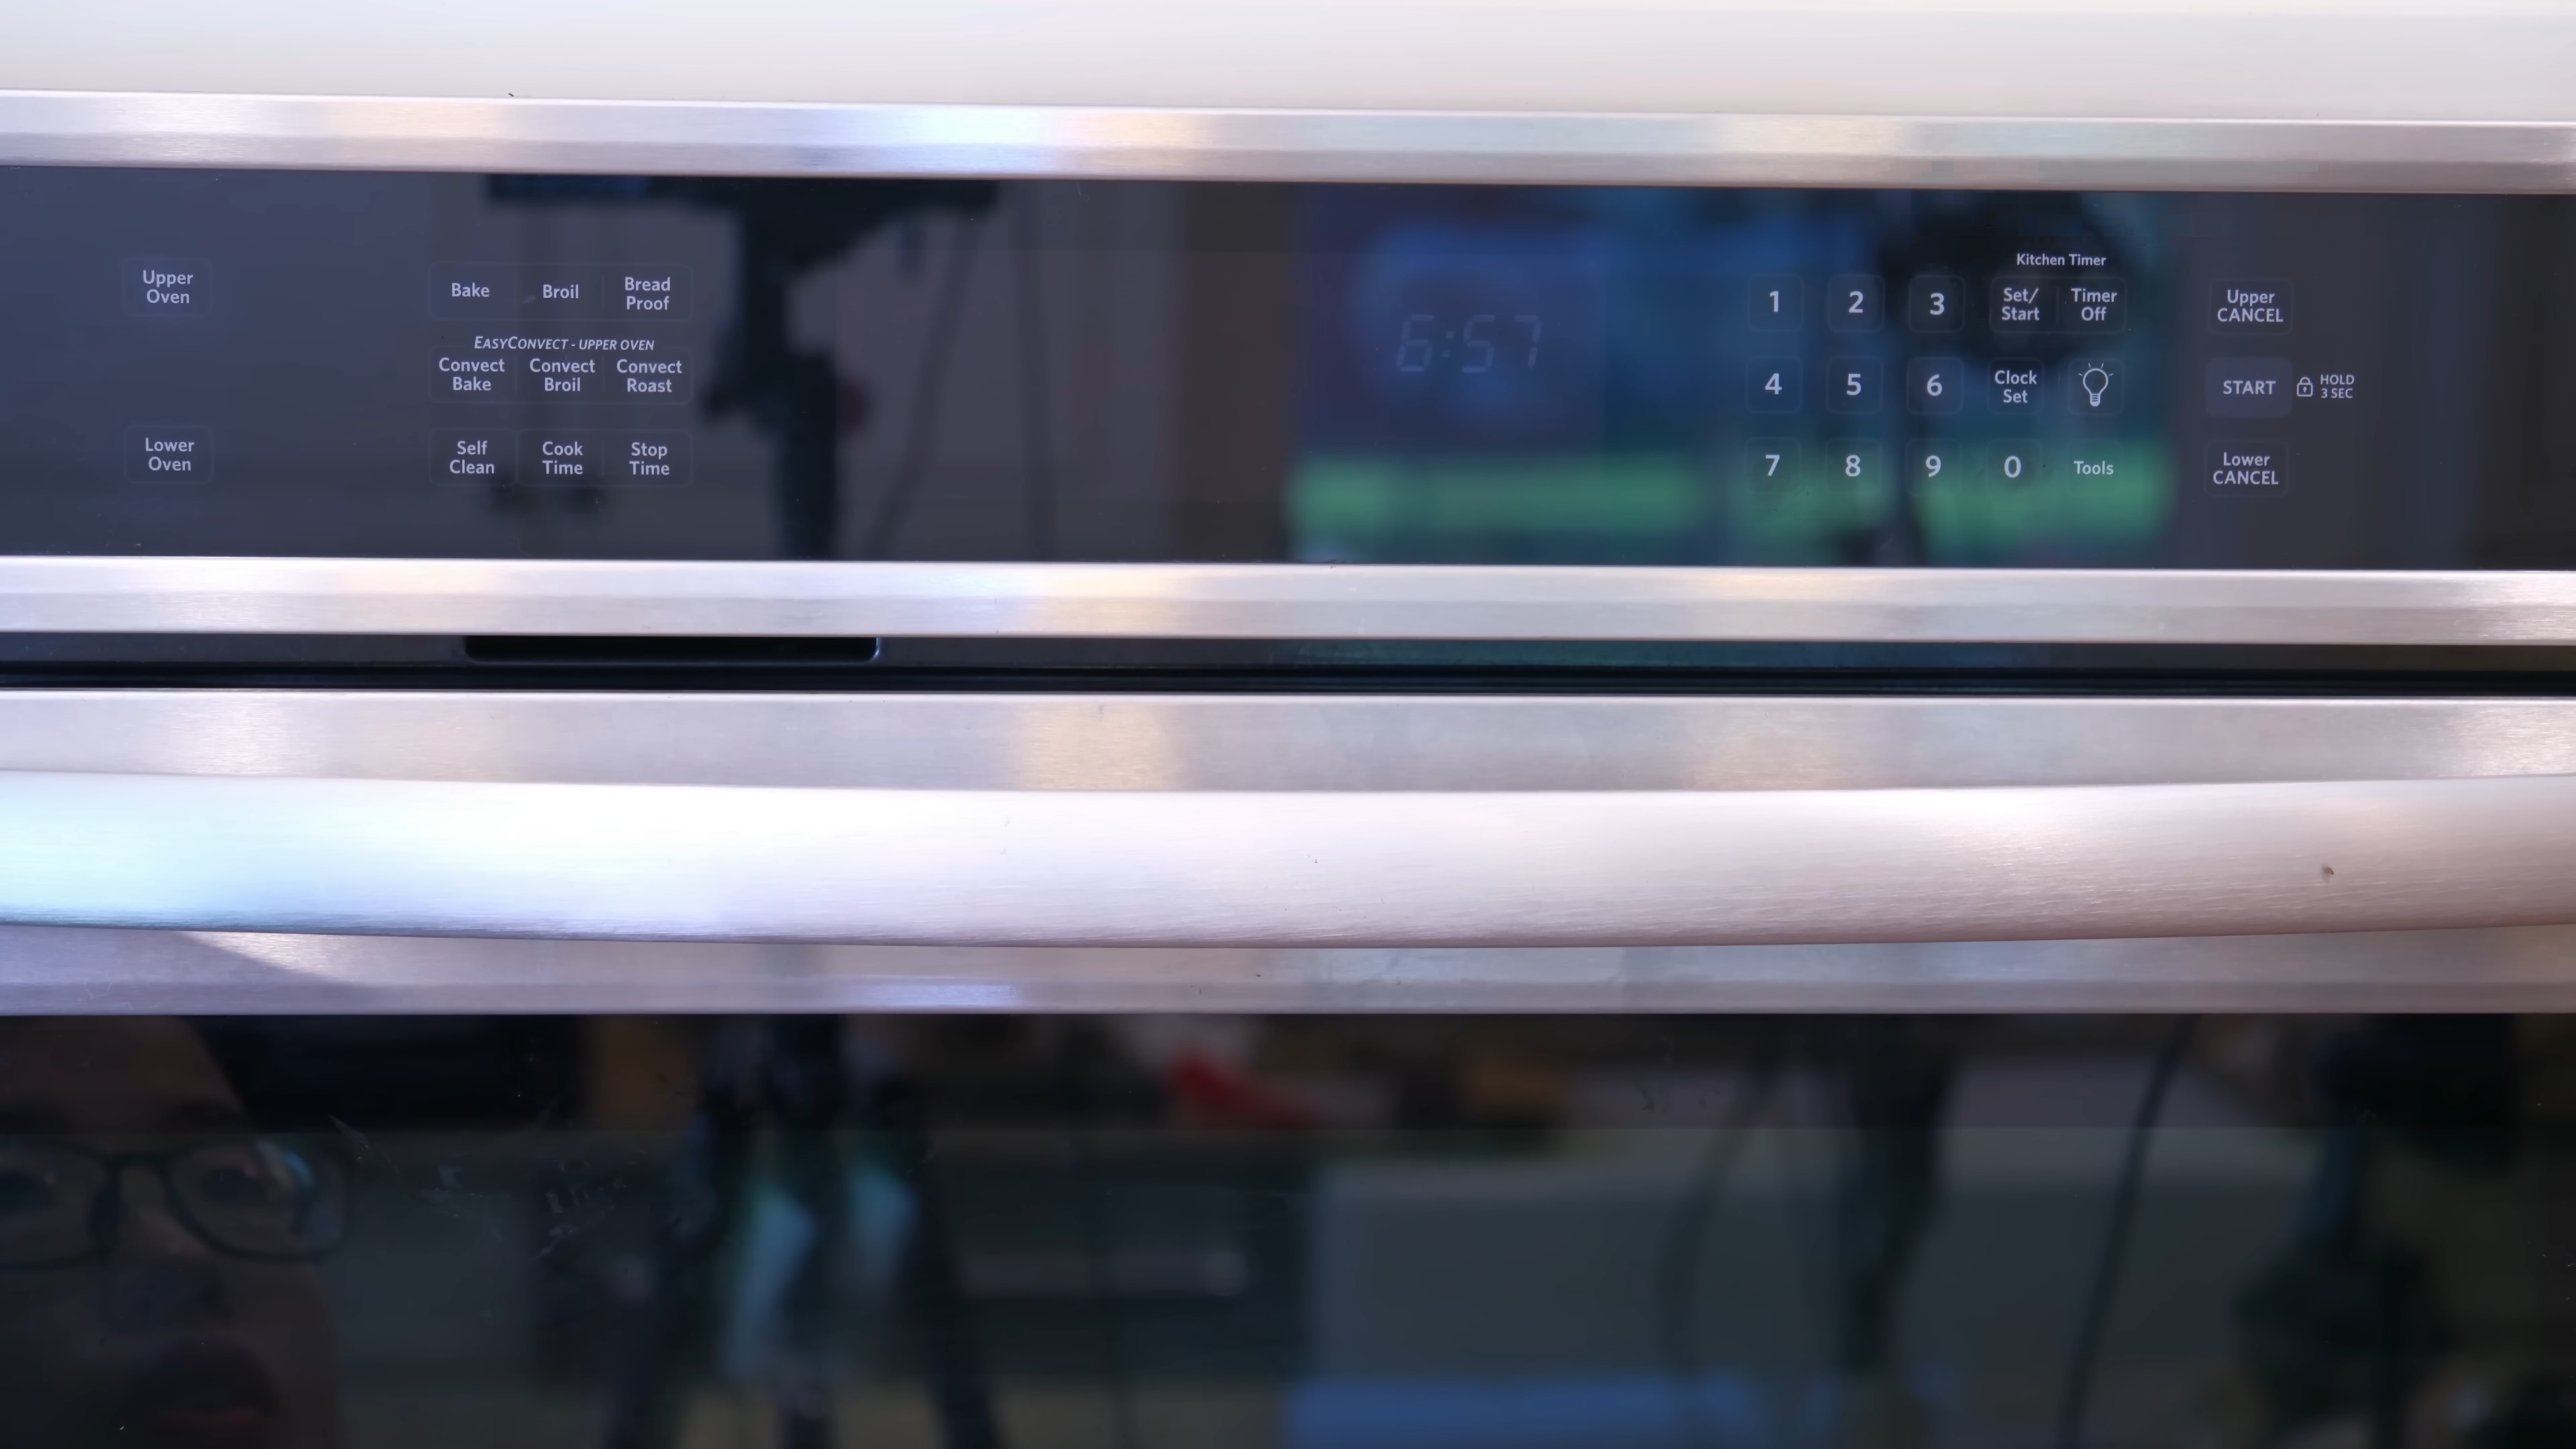 Upper
Oven
Lower
Oven
Bake
Broil
Bread
Proof
EASYCONVECT - UPPER OVEN
Convect
Bake
Convect
Broil
Convect
Roast
Self
Clean
Cook
Time
Stop
Time
6:57
Kitchen Timer
1
2
3
Set/
Start
Timer
Off
4
5
6
Clock
Set
7
8
9
0
Tools
Upper
CANCEL
START
HOLD
3 SEC
Lower
CANCEL